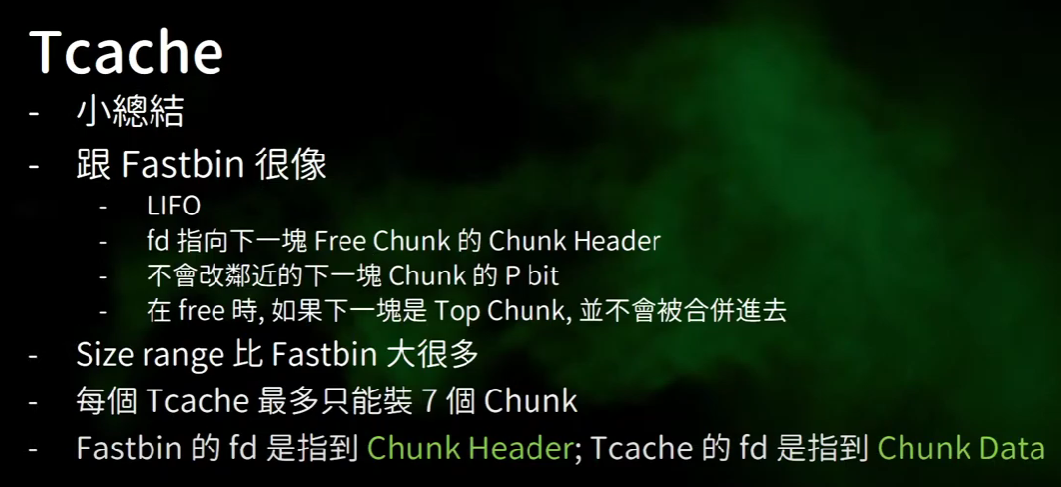 Tcache
- 小總結
- 跟 Fastbin 很像
- LIFO
- fd 指向下一塊 Free Chunk 的 Chunk Header
- 不會改鄰近的下一塊 Chunk 的 P bit
- 在 free 時, 如果下一塊是 Top Chunk, 並不會被合併進去
- Size range 比 Fastbin 大很多
- 每個 Tcache 最多只能裝 7 個 Chunk
- Fastbin 的 fd 是指到 Chunk Header; Tcache 的 fd 是指到 Chunk Data